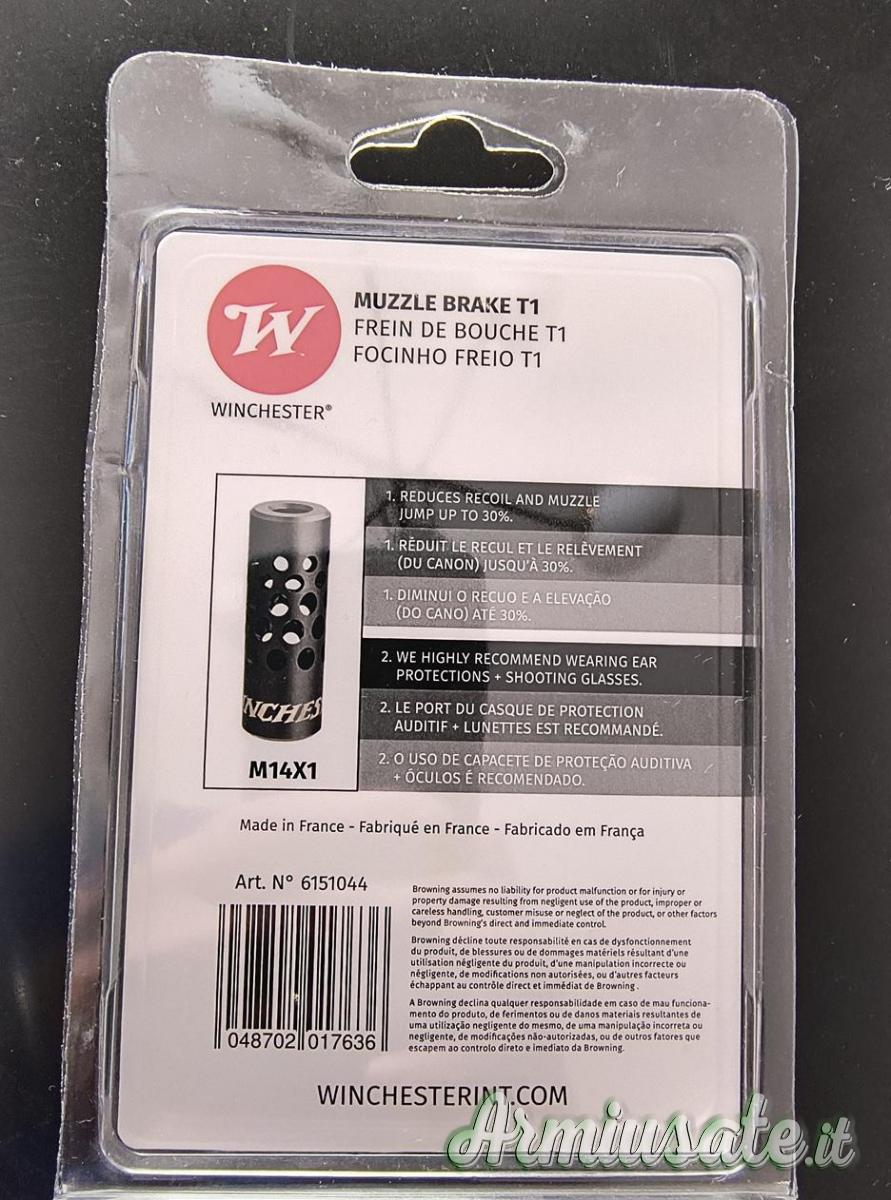 W
MUZZLE BRAKE T1
FREIN DE BOUCHE T1
FOCINHO FREIO T1
WINCHESTER®
1. REDUCES RECOIL AND MUZZLE
JUMP UP TO 30%.
1. RÉDUIT LE RECUL ET LE RELÈVEMENT
(DU CANON) JUSQU'À 30%.
1. DIMINUI O RECUO E A ELEVAÇÃO
(DO CANO) ATÉ 30%.
2. WE HIGHLY RECOMMEND WEARING EAR
PROTECTIONS + SHOOTING GLASSES.
2. LE PORT DU CASQUE DE PROTECTION
AUDITIF + LUNETTES EST RECOMMANDÉ.
2. O USO DE CAPACETE DE PROTEÇÃO AUDITIVA
+ ÓCULOS É RECOMENDADO.
INCHES
M14X1
Made in France - Fabriqué en France - Fabricado em França
Art. N° 6151044
048702 017636
Browning assumes no liability for product malfunction or for injury or
property damage resulting from negligent use of the product, improper or
careless handling, customer misuse or neglect of the product, or other factors
beyond Browning's direct and immediate control.
Browning décline toute responsabilité en cas de dysfonctionnement
du produit, de blessures ou de dommages matériels résultant d'une
utilisation négligente du produit, d'une manipulation incorrecte ou
négligente, de modifications non autorisées, ou d'autres facteurs
échappant au contrôle direct et immédiat de Browning .
A Browning declina qualquer responsabilidade em caso de mau funciona-
mento do produto, de ferimentos ou de danos materiais resultantes de
uma utilização negligente do mesmo, de uma manipulação incorreta ou
negligente, de modificações não-autorizadas, ou de outros fatores que
escapem ao controlo direto e imediato da Browning.
WINCHESTERINT.COM
Armiusate.it